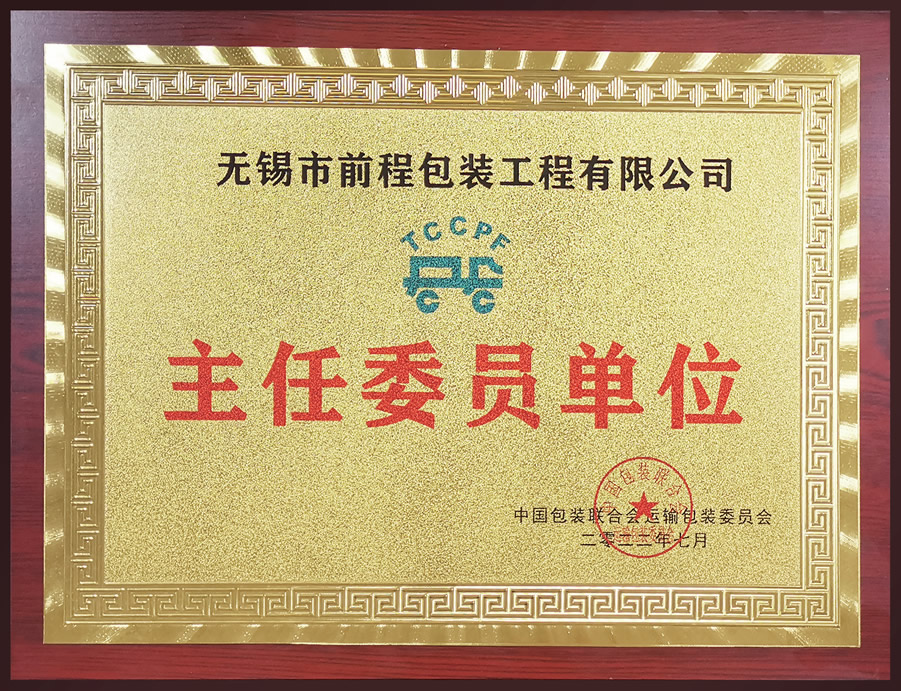 无锡市前程包装工程有限公司
TCCPF
主任委员单位
中国包装联合会运输包装委员会
二零二二年七月